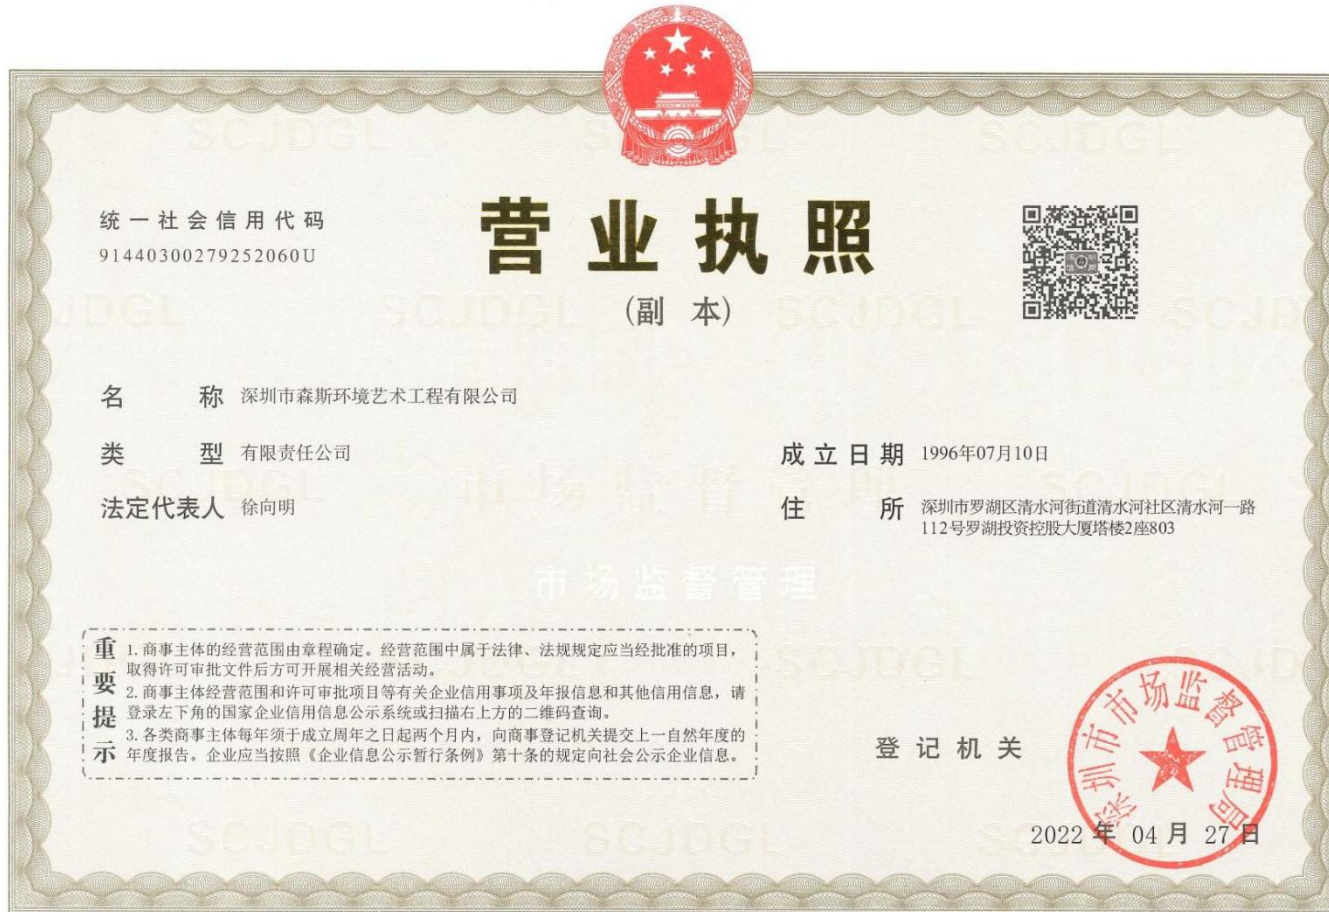 统一社会信用代码
91440300279252060U
营业执照
(副 本)
名 称 深圳市森斯环境艺术工程有限公司
类 型 有限责任公司
法定代表人 徐向明
成立日期 1996年07月10日
住 所 深圳市罗湖区清水河街道清水河社区清水河一路
112号罗湖投资控股大厦塔楼2座803
市场监督管理
重要提示
1. 商事主体的经营范围由章程确定。经营范围中属于法律、法规规定应当经批准的项目，
取得许可审批文件后方可开展相关经营活动。
2. 商事主体经营范围和许可审批项目等有关企业信用事项及年报信息和其他信用信息，请
登录左下角的国家企业信用信息公示系统或扫描右上方的二维码查询。
3. 各类商事主体每年须于成立周年之日起两个月内，向商事登记机关提交上一自然年度的
年度报告。企业应当按照《企业信息公示暂行条例》第十条的规定向社会公示企业信息。
登记机关
深圳市市场监督管理局
2022 年 04 月 27 日
SCJDGL